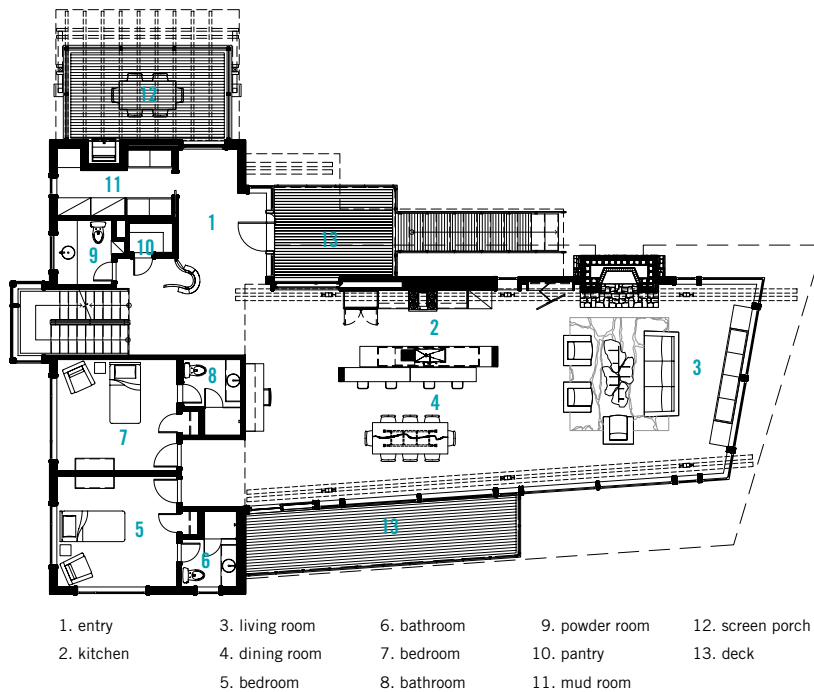 12
11
1
10
9
13
2
3
8
4
7
5
13
6
1. entry
2. kitchen
3. living room
4. dining room
5. bedroom
6. bathroom
7. bedroom
8. bathroom
9. powder room
10. pantry
11. mud room
12. screen porch
13. deck